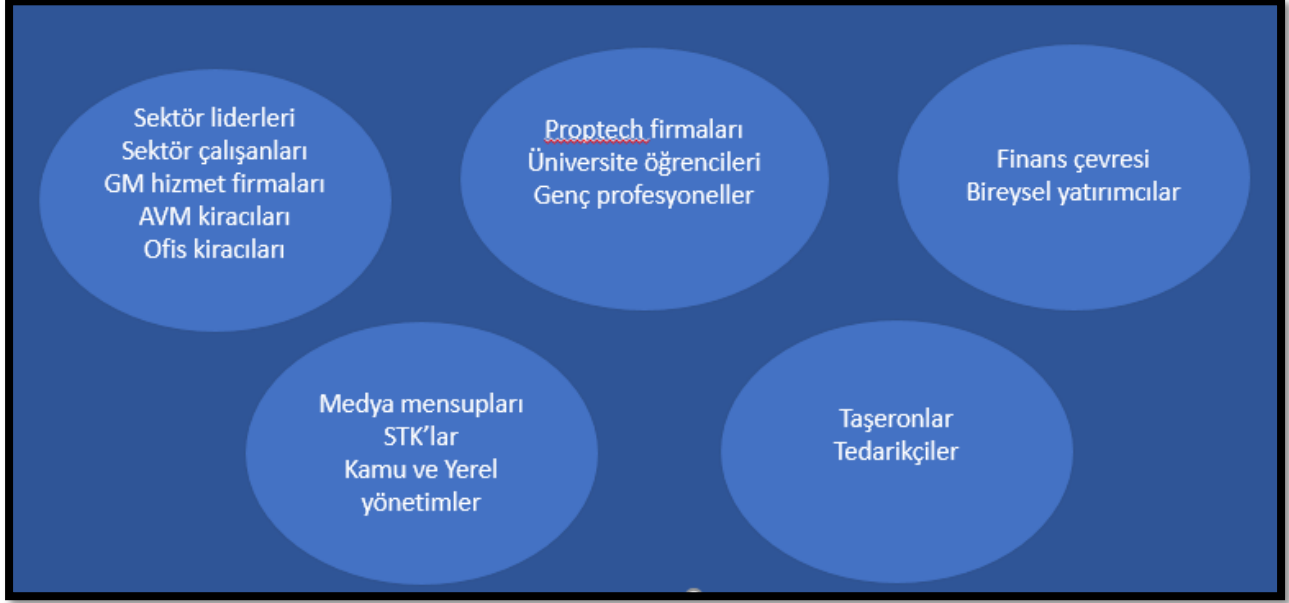 Sektör liderleri
Sektör çalışanları
GM hizmet firmaları
AVM kiracıları
Ofis kiracıları
Proptech firmaları
Üniversite öğrencileri
Genç profesyoneller
Finans çevresi
Bireysel yatırımcılar
Medya mensupları
STK’lar
Kamu ve Yerel
yönetimler
Taşeronlar
Tedarikçiler